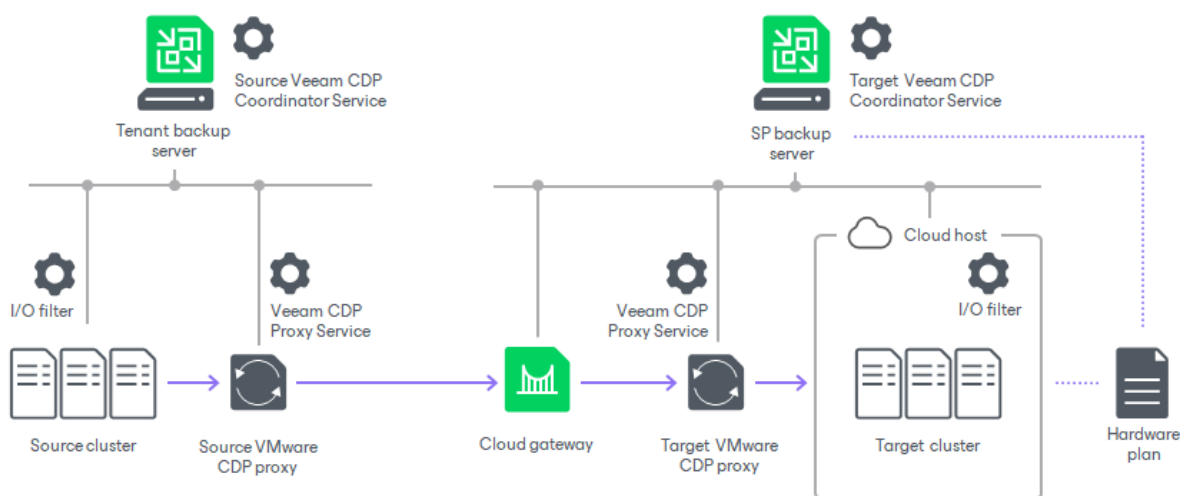 Source Veeam CDP
Coordinator Service
Tenant backup
server
Target Veeam CDP
Coordinator Service
SP backup
server
Cloud host
I/O filter
Veeam CDP
Proxy Service
Veeam CDP
Proxy Service
I/O filter
Source cluster
Source VMware
CDP proxy
Cloud gateway
Target VMware
CDP proxy
Target cluster
Hardware
plan